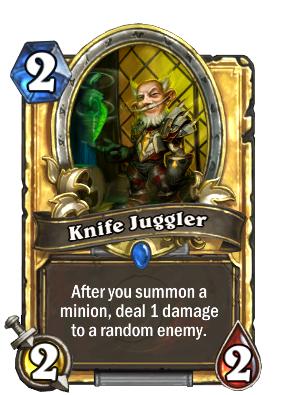 2
Knife Juggler
After you summon a
minion, deal 1 damage
to a random enemy.
2
2